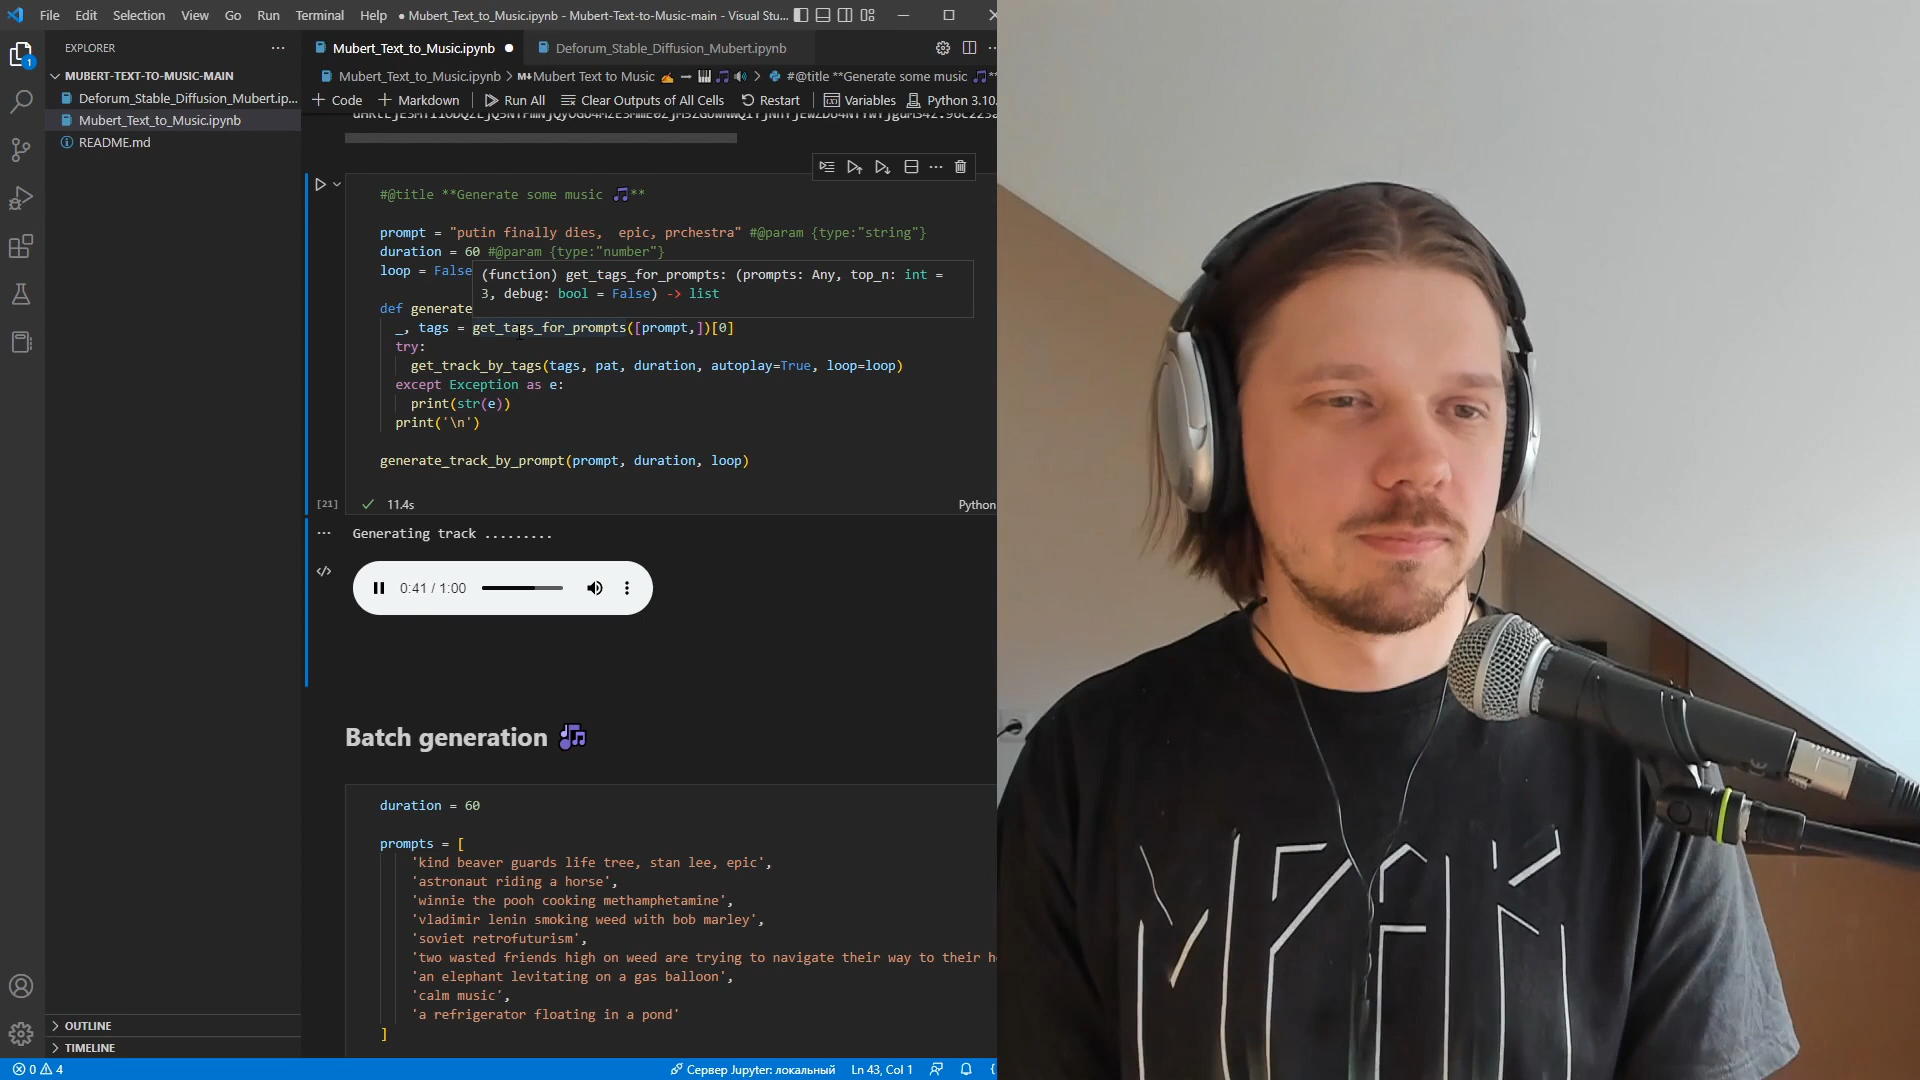 File Edit Selection View Go Run Terminal Help ● Mubert_Text_to_Music.ipynb - Mubert-Text-to-Music-main - Visual Stu...
EXPLORER
Mubert_Text_to_Music.ipynb Deforum_Stable_Diffusion_Mubert.ipynb
MUBERT-TEXT-TO-MUSIC-MAIN
Mubert_Text_to_Music.ipynb > M↓Mubert Text to Music > #@title **Generate some music 🎵**
Deforum_Stable_Diffusion_Mubert.ip...
Code Markdown Run All Clear Outputs of All Cells Restart Variables Python 3.10.
Mubert_Text_to_Music.ipynb
README.md
#@title **Generate some music 🎵**
prompt = "putin finally dies,  epic, prchestra" #@param {type:"string"}
duration = 60 #@param {type:"number"}
loop = False
(function) get_tags_for_prompts: (prompts: Any, top_n: int =
3, debug: bool = False) -> list
def generate
_, tags = get_tags_for_prompts([prompt,])[0]
try:
get_track_by_tags(tags, pat, duration, autoplay=True, loop=loop)
except Exception as e:
print(str(e))
print('\n')
generate_track_by_prompt(prompt, duration, loop)
[21] ✓ 11.4s Python
Generating track .........
0:41 / 1:00
Batch generation 🎶
duration = 60
prompts = [
'kind beaver guards life tree, stan lee, epic',
'astronaut riding a horse',
'winnie the pooh cooking methamphetamine',
'vladimir lenin smoking weed with bob marley',
'soviet retrofuturism',
'two wasted friends high on weed are trying to navigate their way to their h
'an elephant levitating on a gas balloon',
'calm music',
'a refrigerator floating in a pond'
]
OUTLINE
TIMELINE
0 4 Сервер Jupyter: локальный Ln 43, Col 1
1
SHURE